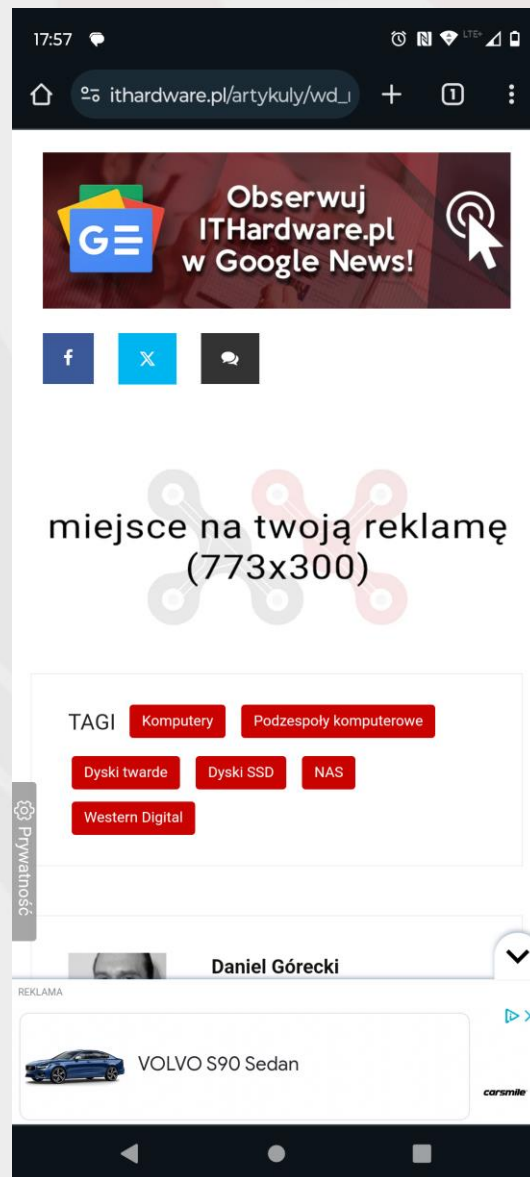 17:57
LTE+
ithardware.pl/artykuly/wd_
1
Obserwuj
ITHardware.pl
w Google News!
G
f
X
miejsce na twoją reklamę
(773x300)
TAGI
Komputery
Podzespoły komputerowe
Dyski twarde
Dyski SSD
NAS
Western Digital
Prywatność
Daniel Górecki
REKLAMA
VOLVO S90 Sedan
carsmile